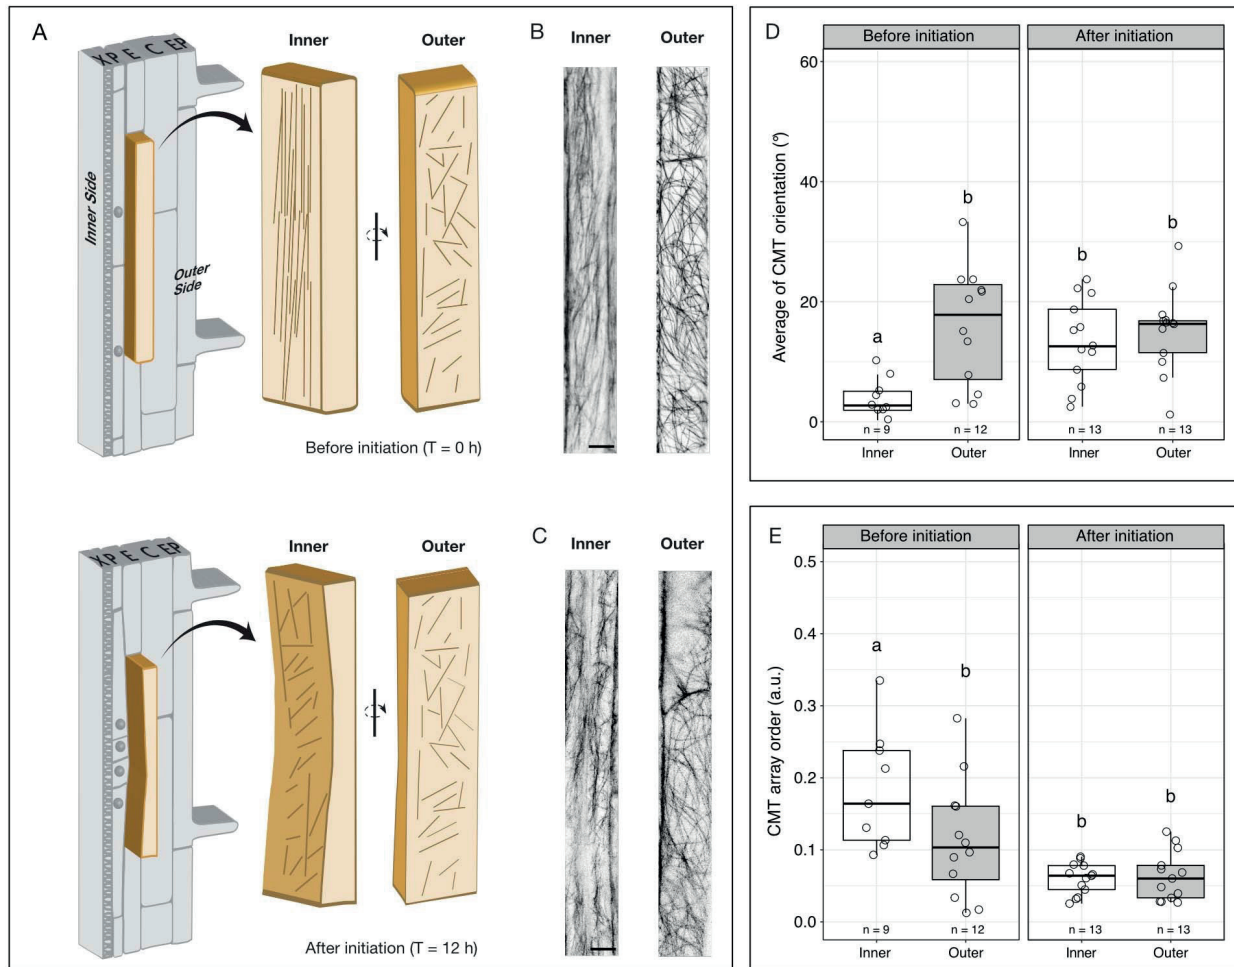 A
XP E C EP
Inner Side
Outer
Side
Inner
Outer
Before initiation (T = 0 h)
XP E C EP
Inner
Outer
After initiation (T = 12 h)
B
Inner
Outer
C
Inner
Outer
D
Before initiation
After initiation
Average of CMT orientation (°)
60
40
20
0
a
b
b
b
n = 9
n = 12
n = 13
n = 13
Inner
Outer
Inner
Outer
E
Before initiation
After initiation
CMT array order (a.u.)
0.5
0.4
0.3
0.2
0.1
0.0
a
b
b
b
n = 9
n = 12
n = 13
n = 13
Inner
Outer
Inner
Outer